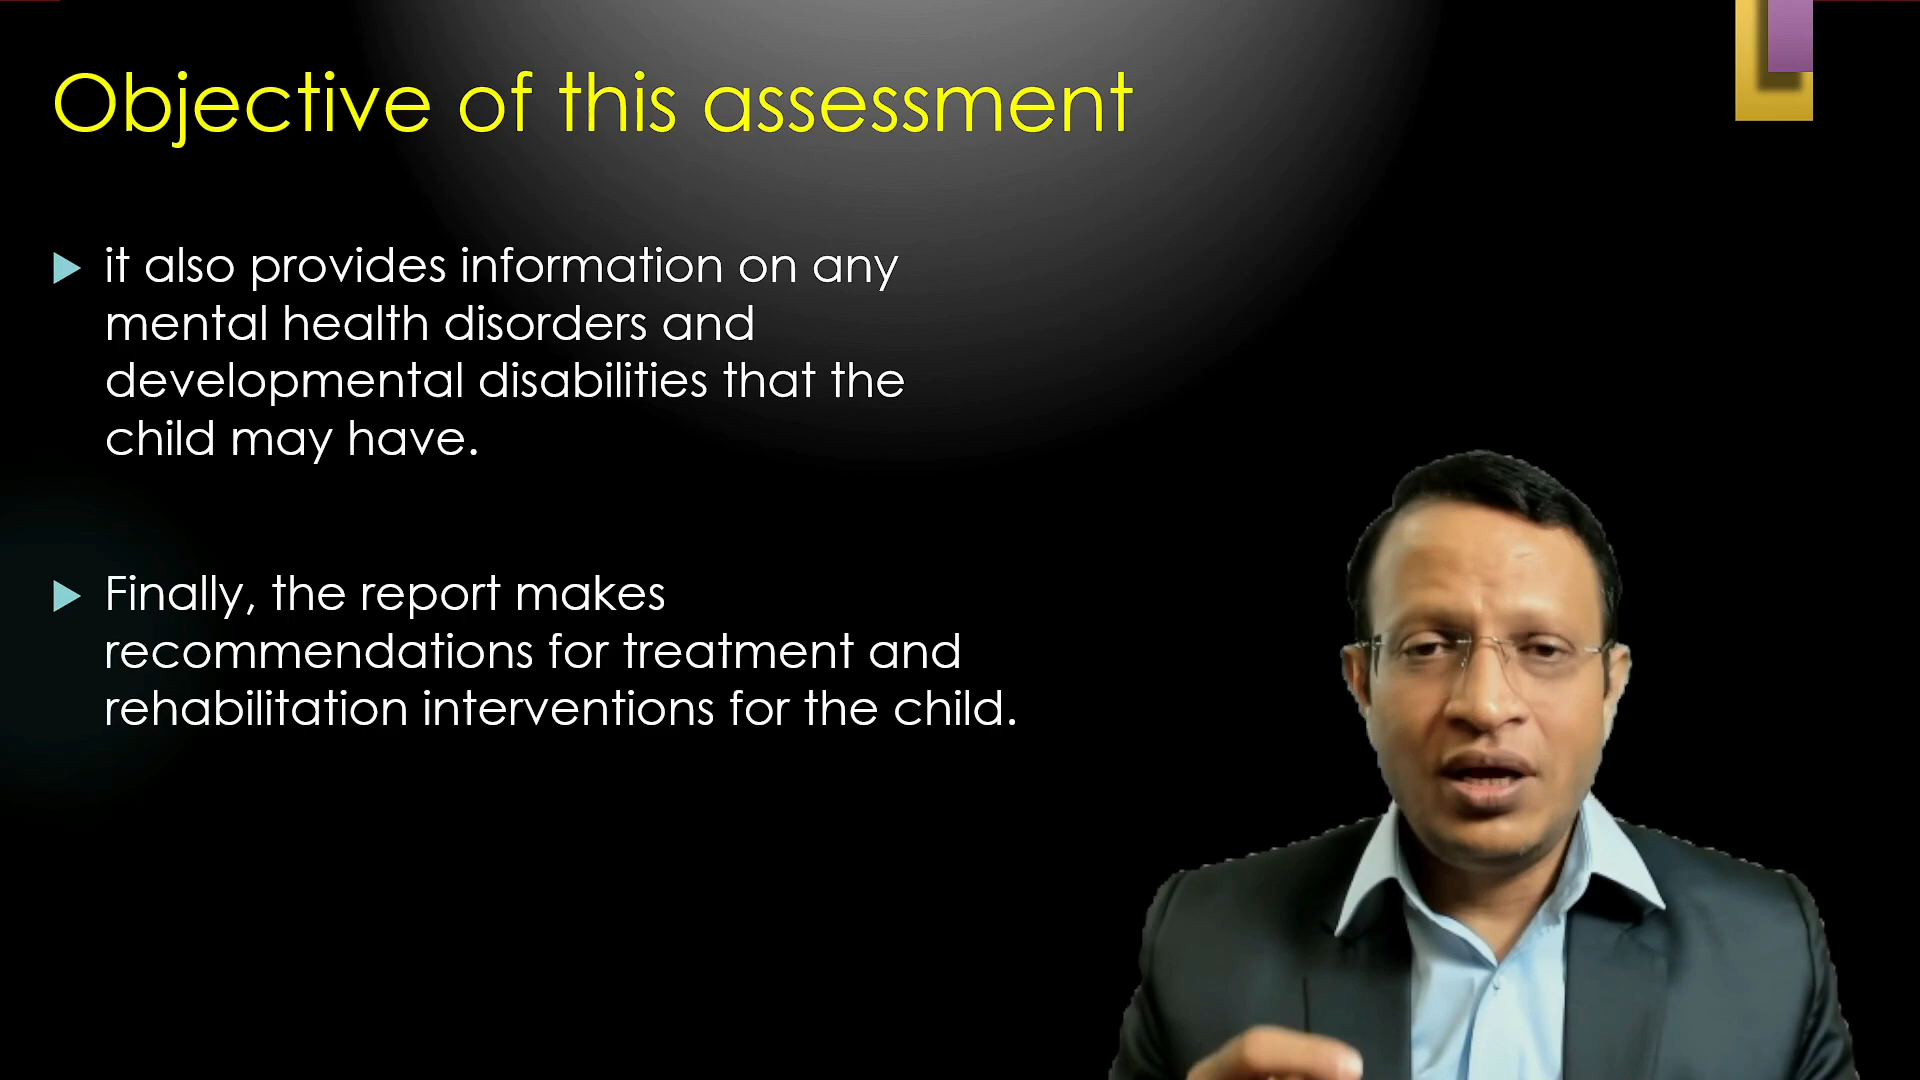 Objective of this assessment
it also provides information on any
mental health disorders and
developmental disabilities that the
child may have.
Finally, the report makes
recommendations for treatment and
rehabilitation interventions for the child.